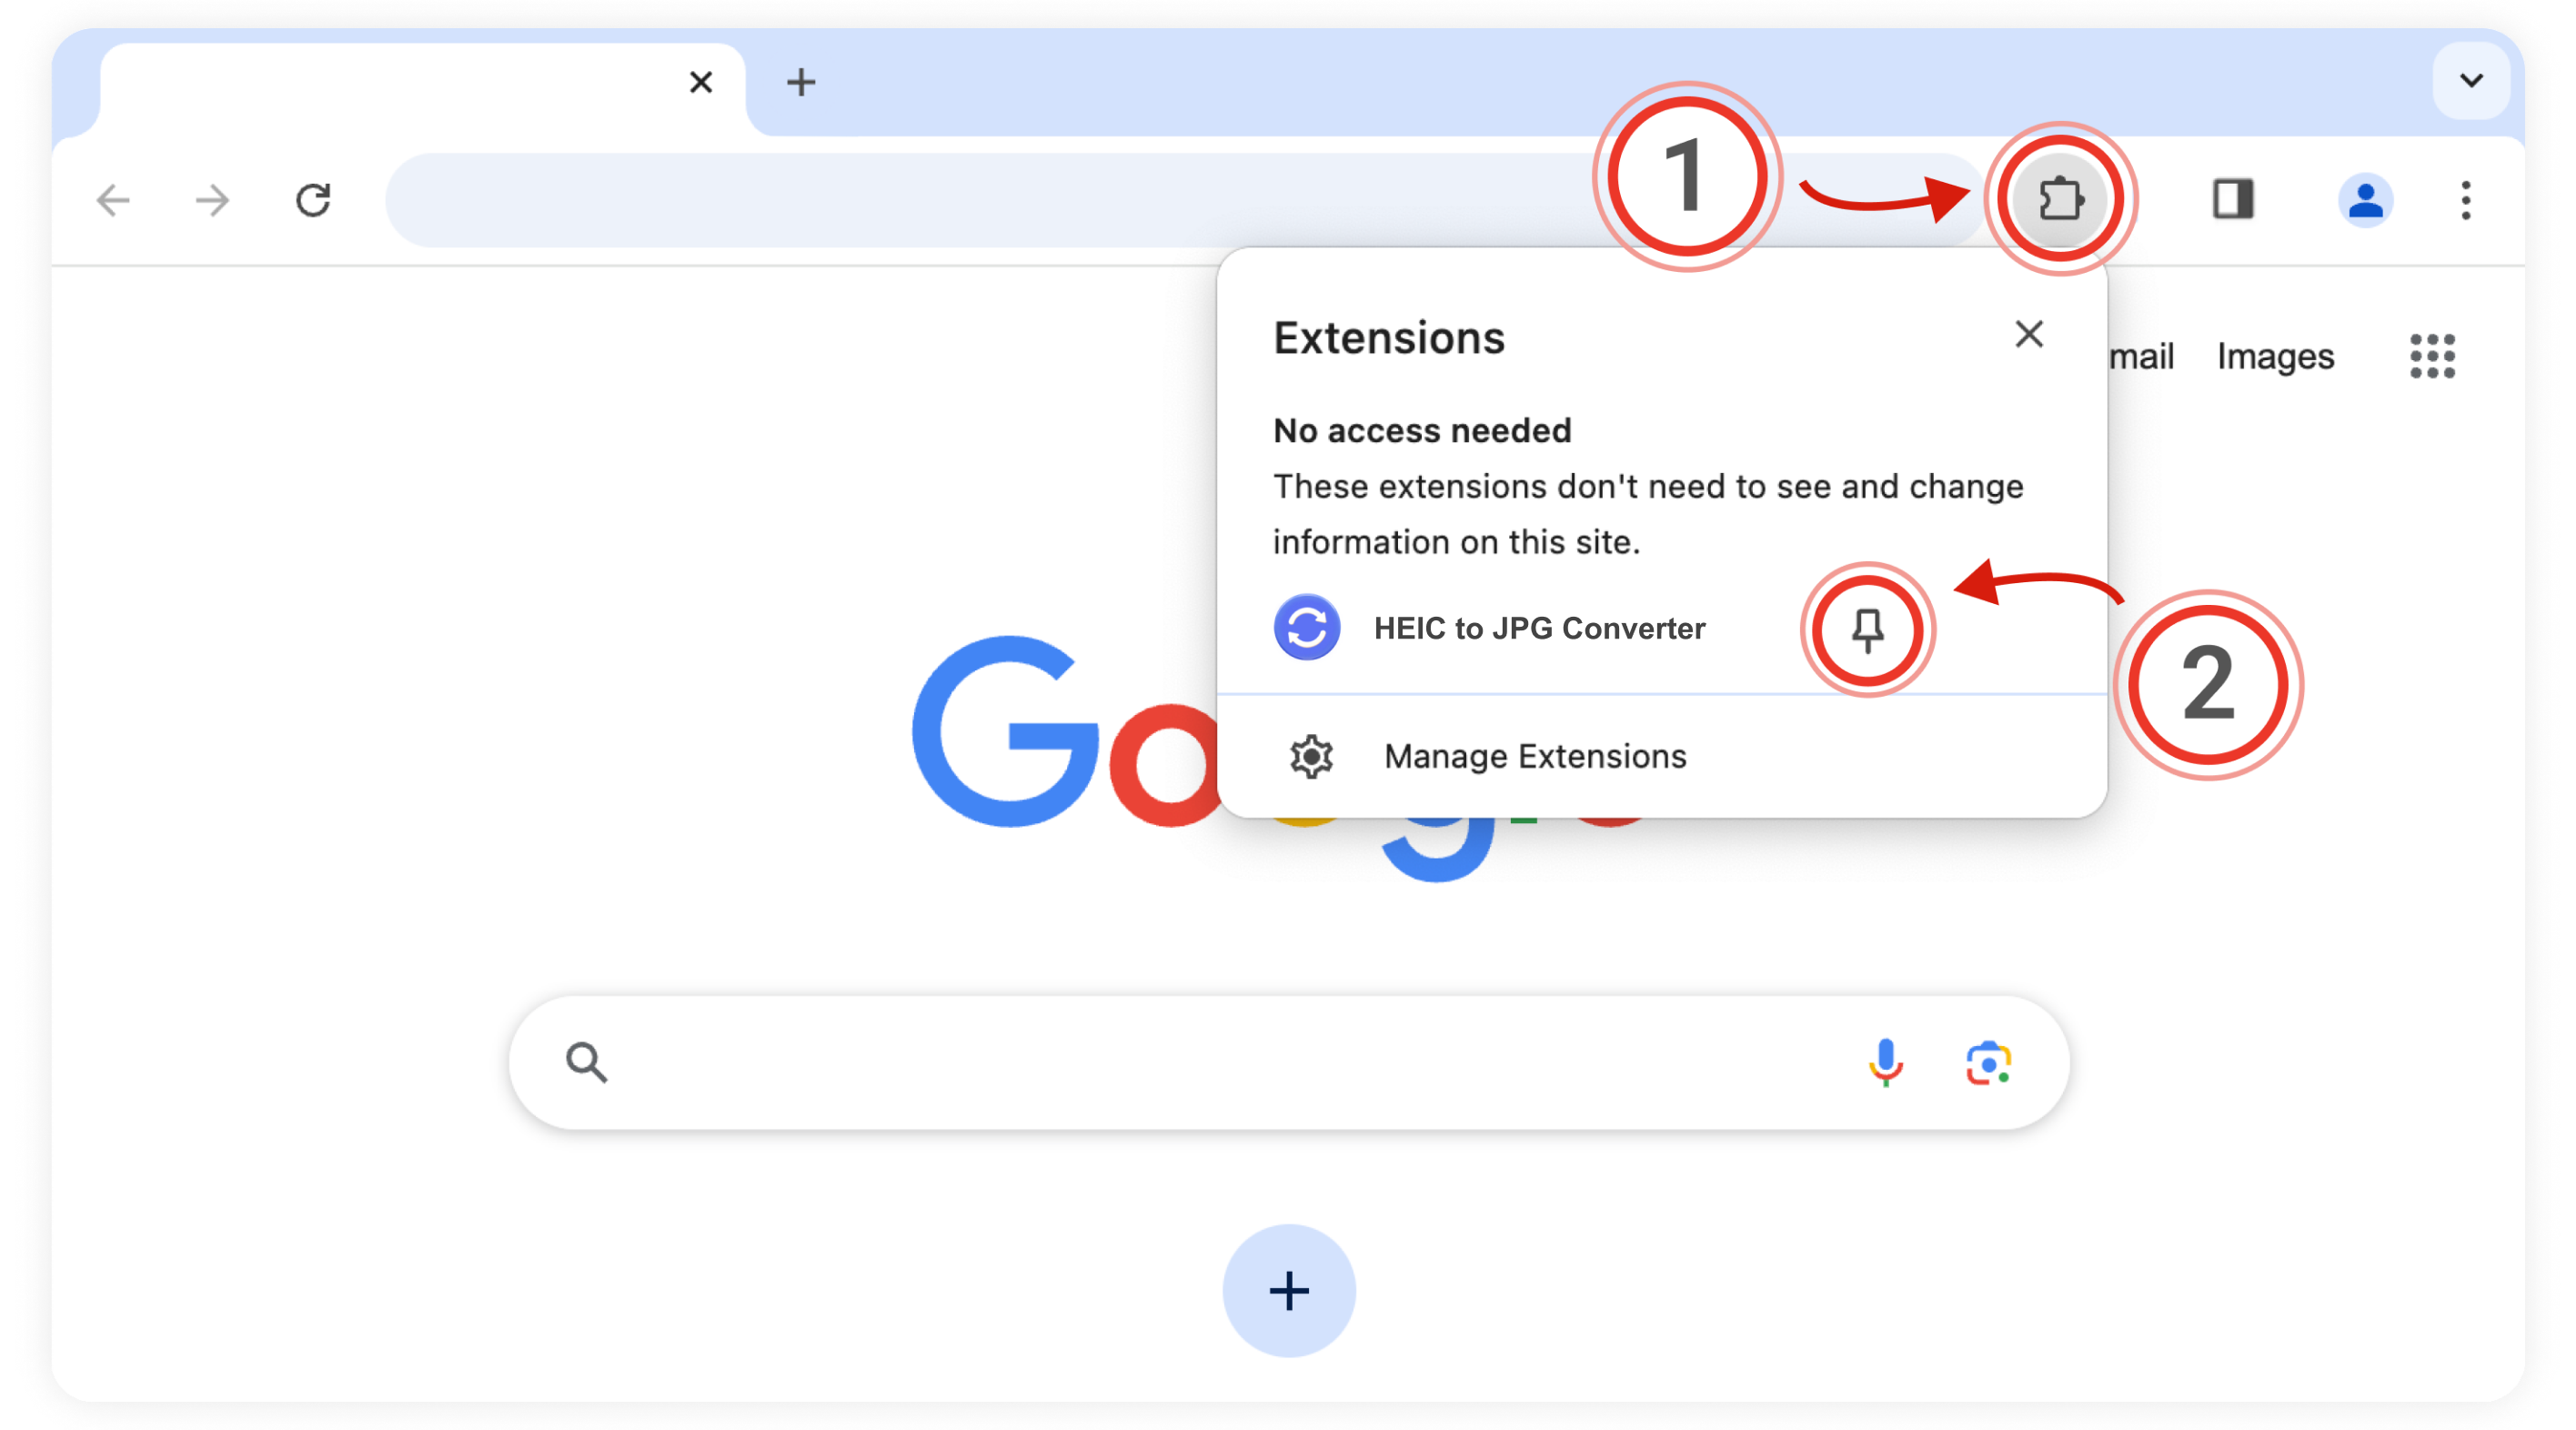 1
Extensions
mail Images
No access needed
These extensions don't need to see and change
information on this site.
HEIC to JPG Converter
2
Manage Extensions
Go